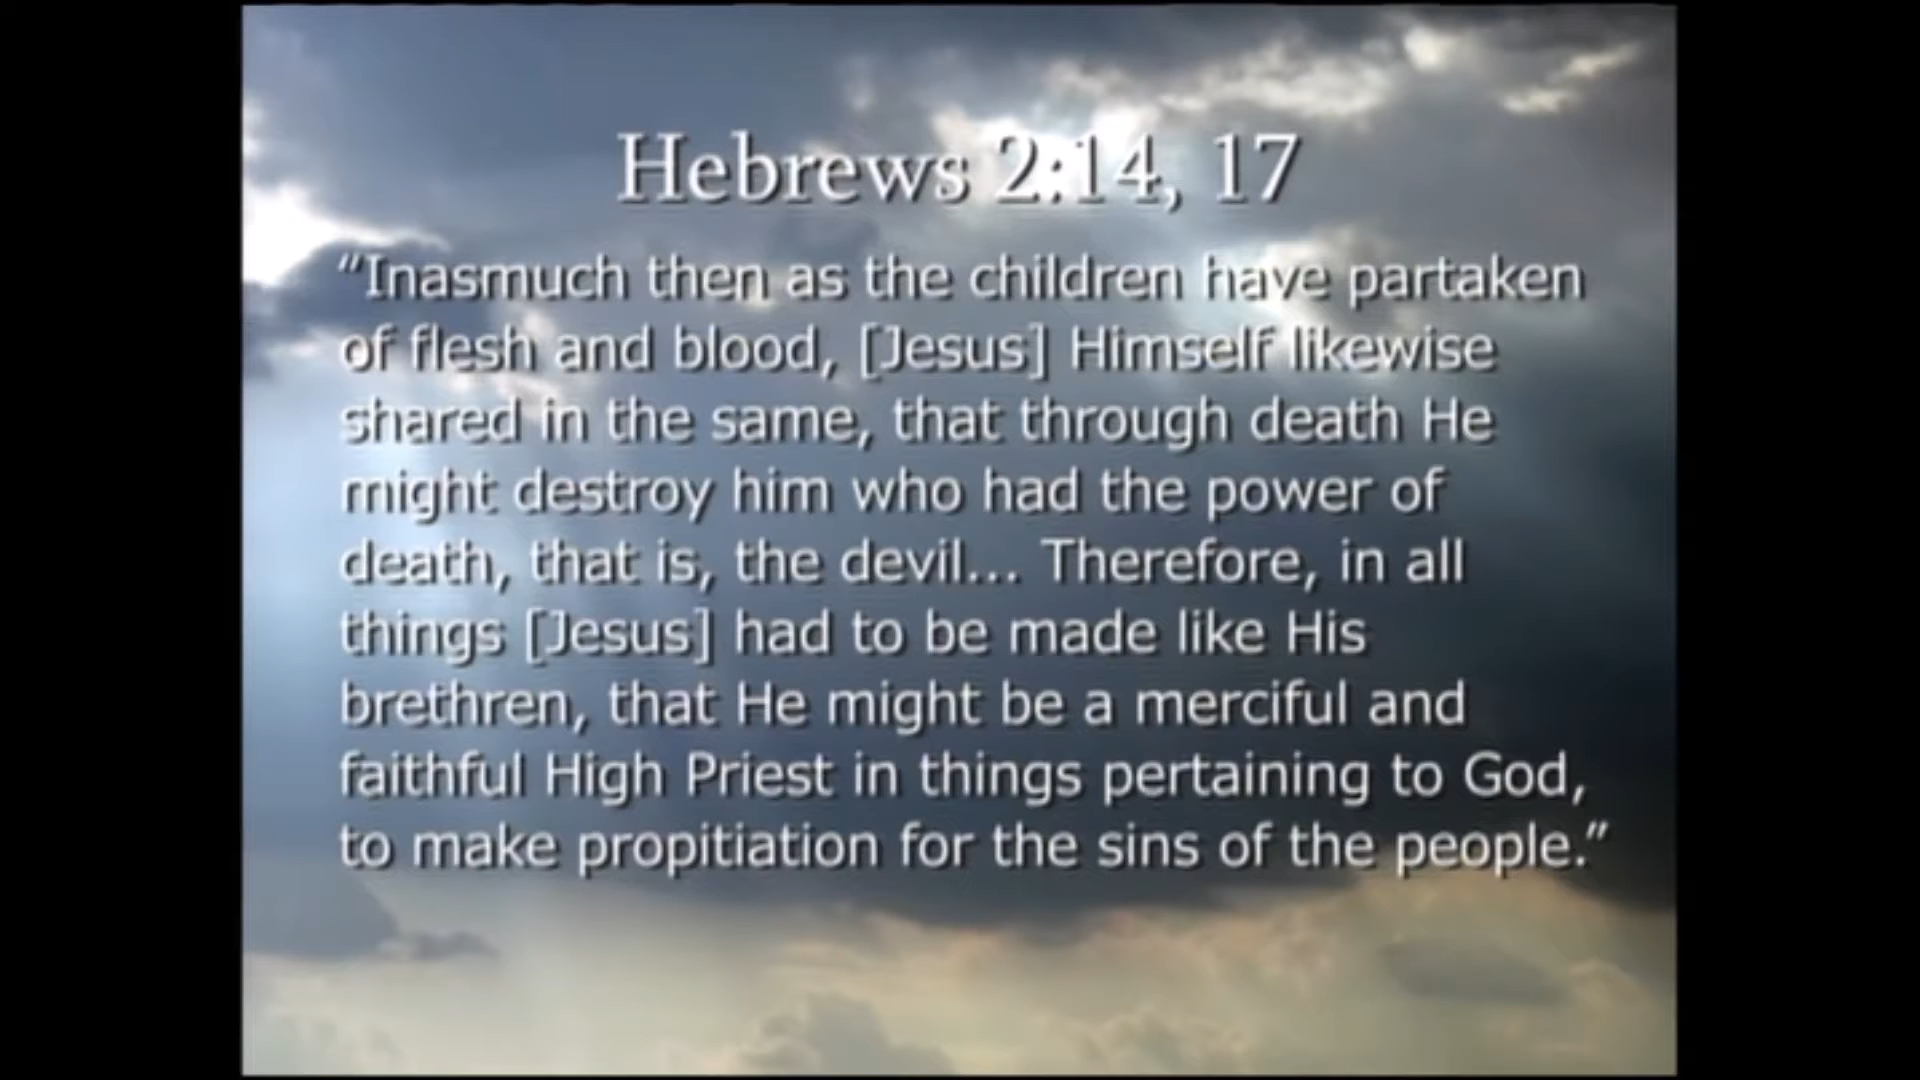 Hebrews 2:14, 17
“Inasmuch then as the children have partaken
of flesh and blood, [Jesus] Himself likewise
shared in the same, that through death He
might destroy him who had the power of
death, that is, the devil... Therefore, in all
things [Jesus] had to be made like His
brethren, that He might be a merciful and
faithful High Priest in things pertaining to God,
to make propitiation for the sins of the people.”